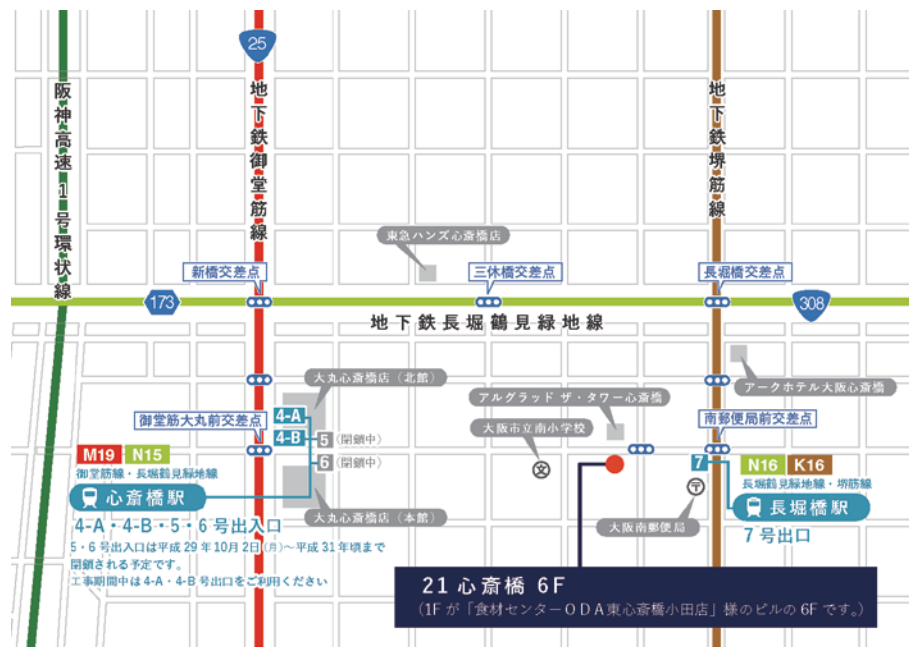 25
阪神高速1号環状線
地下鉄御堂筋線
地下鉄堺筋線
東急ハンズ心斎橋店
新橋交差点
三休橋交差点
長堀橋交差点
173
308
地下鉄長堀鶴見緑地線
大丸心斎橋店（北館）
アークホテル大阪心斎橋
アルグラッド ザ・タワー心斎橋
4-A
御堂筋大丸前交差点
4-B
5（閉鎖中）
大阪市立南小学校
南郵便局前交差点
M19 N15
6（閉鎖中）
文
7
N16 K16
御堂筋線・長堀鶴見緑地線
長堀鶴見緑地線・堺筋線
心斎橋駅
〒
長堀橋駅
大丸心斎橋店（本館）
大阪南郵便局
4-A・4-B・5・6号出入口
7号出口
5・6号出入口は平成29年10月2日(月)～平成31年頃まで
閉鎖される予定です。
工事期間中は4-A・4-B号出口をご利用ください
21心斎橋 6F
（1Fが「食材センターODA東心斎橋小田店」様のビルの6Fです。）